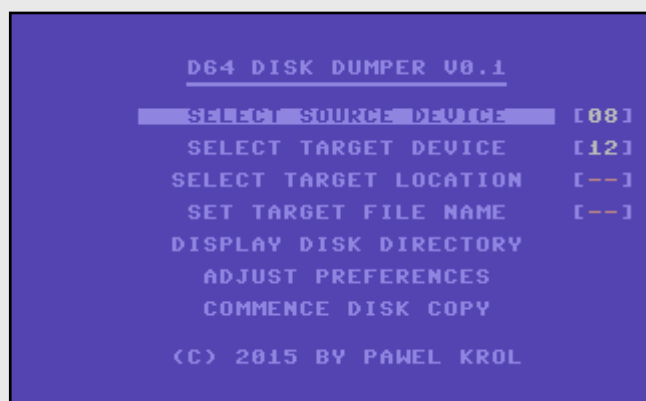 D64 DISK DUMPER V0.1
SELECT SOURCE DEVICE [08]
SELECT TARGET DEVICE [12]
SELECT TARGET LOCATION [--]
SET TARGET FILE NAME [--]
DISPLAY DISK DIRECTORY
ADJUST PREFERENCES
COMMENCE DISK COPY
(C) 2015 BY PAWEL KROL